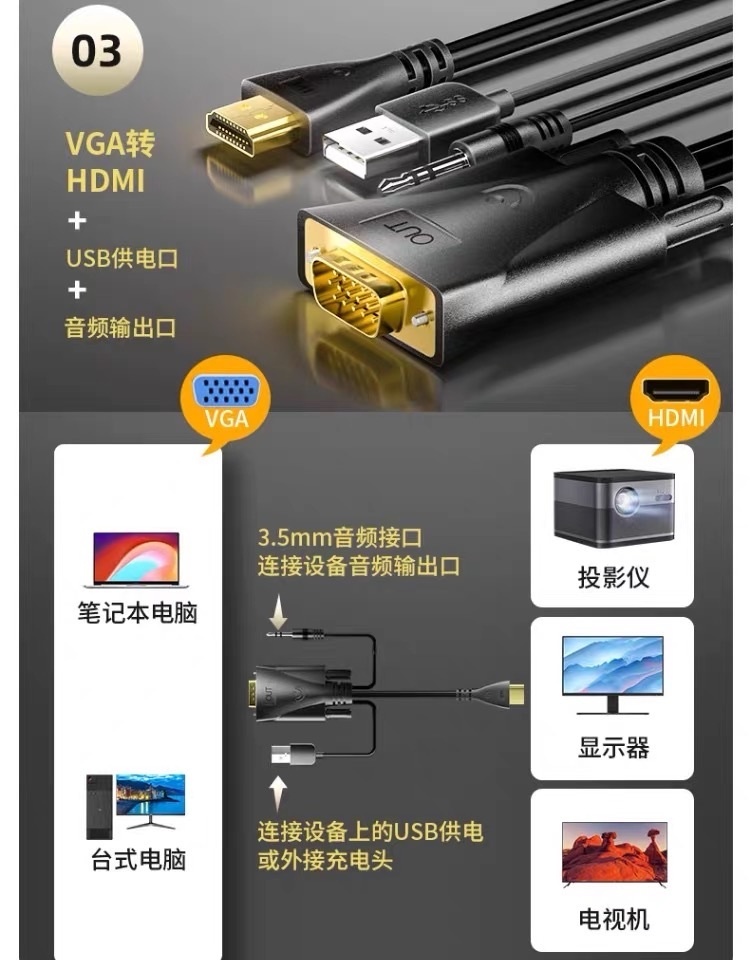 03
VGA转
HDMI
+
USB供电口
+
音频输出口
OUT
VGA
HDMI
3.5mm音频接口
连接设备音频输出口
笔记本电脑
投影仪
OUT
显示器
台式电脑
连接设备上的USB供电
或外接充电头
电视机